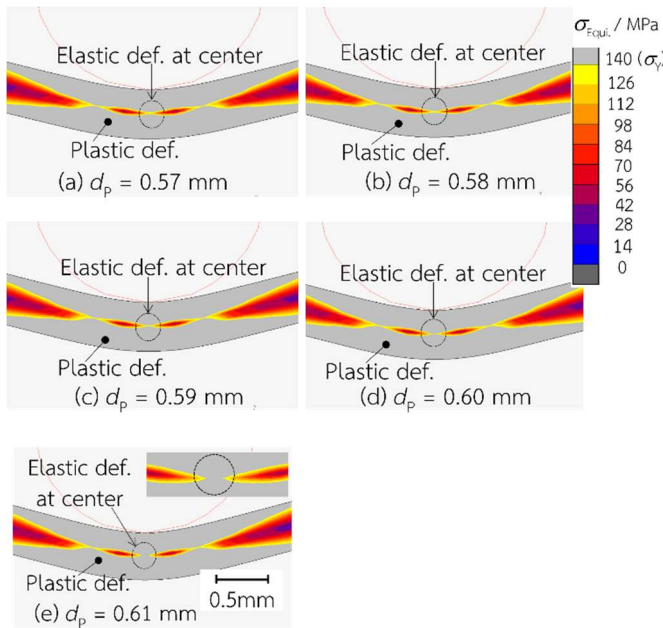 Elastic def. at center
Plastic def.
(a) dₚ = 0.57 mm
Elastic def. at center
Plastic def.
(b) dₚ = 0.58 mm
σEqui. / MPa
140 (σY)
126
112
98
84
70
56
42
28
14
0
Elastic def. at center
Plastic def.
(c) dₚ = 0.59 mm
Elastic def. at center
Plastic def.
(d) dₚ = 0.60 mm
Elastic def.
at center
Plastic def.
0.5mm
(e) dₚ = 0.61 mm